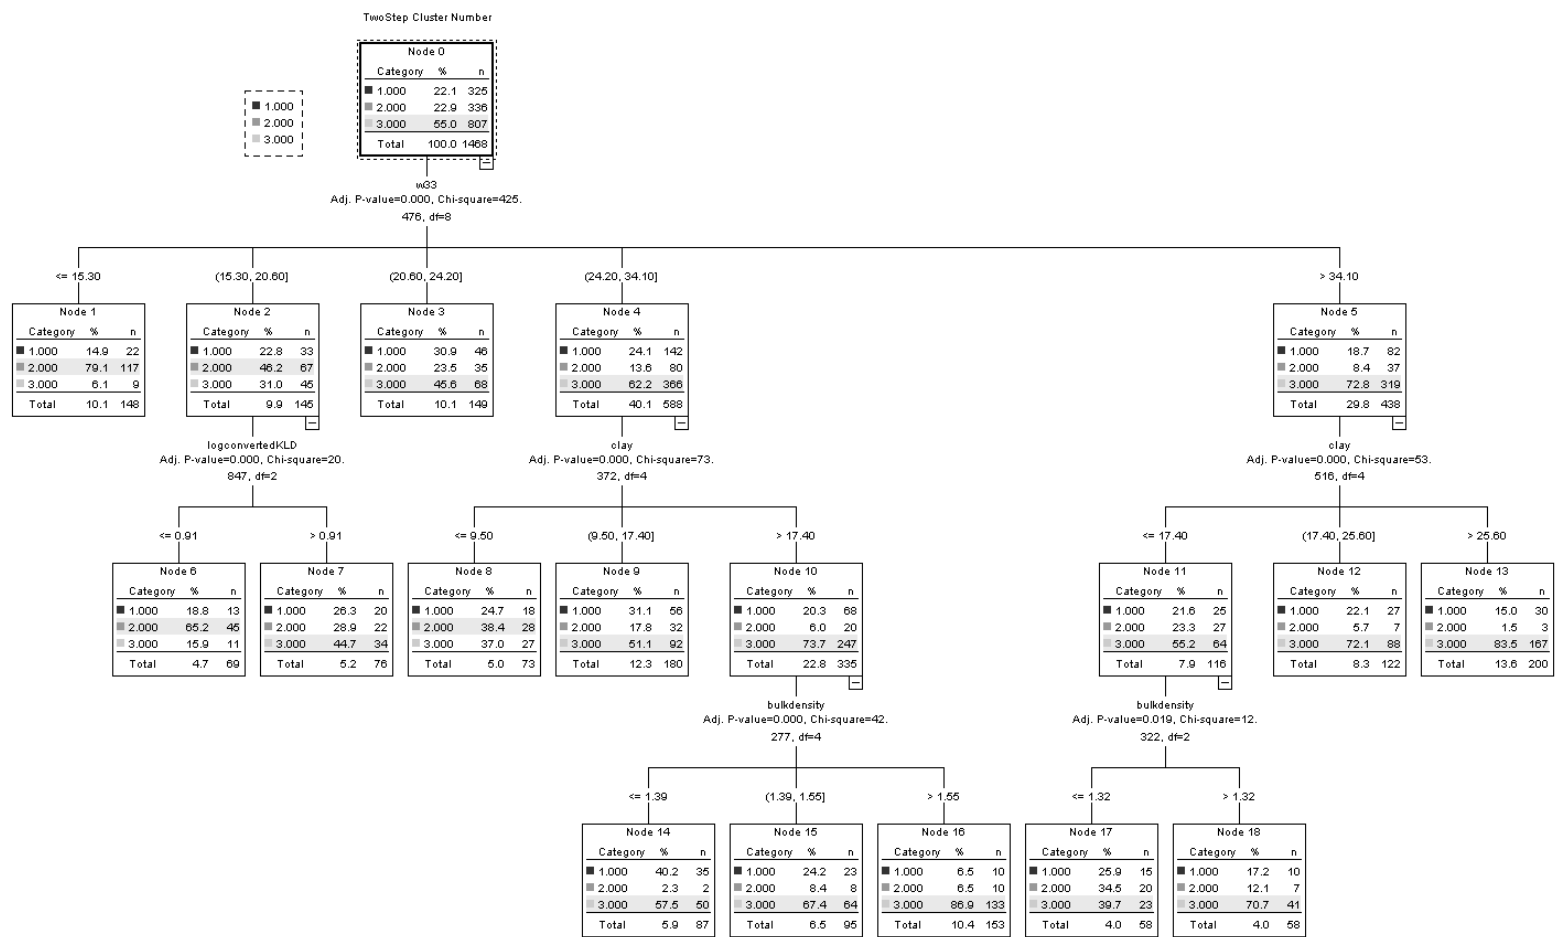 TwoStep Cluster Number
Node 0
Category % n
1.000 22.1 325
2.000 22.9 336
3.000 55.0 807
Total 100.0 1468
1.000
2.000
3.000
w33
Adj. P-value=0.000, Chi-square=425.
476, df=8
<= 15.30
(15.30, 20.60]
(20.60, 24.20]
(24.20, 34.10]
> 34.10
Node 1
Category % n
1.000 14.9 22
2.000 79.1 117
3.000 6.1 9
Total 10.1 148
Node 2
Category % n
1.000 22.8 33
2.000 46.2 67
3.000 31.0 45
Total 9.9 145
Node 3
Category % n
1.000 30.9 46
2.000 23.5 35
3.000 45.6 68
Total 10.1 149
Node 4
Category % n
1.000 24.1 142
2.000 13.6 80
3.000 62.2 366
Total 40.1 588
Node 5
Category % n
1.000 18.7 82
2.000 8.4 37
3.000 72.8 319
Total 29.8 438
logconvertedKLD
Adj. P-value=0.000, Chi-square=20.
847, df=2
clay
Adj. P-value=0.000, Chi-square=73.
372, df=4
clay
Adj. P-value=0.000, Chi-square=53.
516, df=4
<= 0.91
> 0.91
<= 9.50
(9.50, 17.40]
> 17.40
<= 17.40
(17.40, 25.60]
> 25.60
Node 6
Category % n
1.000 18.8 13
2.000 65.2 45
3.000 15.9 11
Total 4.7 69
Node 7
Category % n
1.000 26.3 20
2.000 28.9 22
3.000 44.7 34
Total 5.2 76
Node 8
Category % n
1.000 24.7 18
2.000 38.4 28
3.000 37.0 27
Total 5.0 73
Node 9
Category % n
1.000 31.1 56
2.000 17.8 32
3.000 51.1 92
Total 12.3 180
Node 10
Category % n
1.000 20.3 68
2.000 6.0 20
3.000 73.7 247
Total 22.8 335
Node 11
Category % n
1.000 21.6 25
2.000 23.3 27
3.000 55.2 64
Total 7.9 116
Node 12
Category % n
1.000 22.1 27
2.000 5.7 7
3.000 72.1 88
Total 8.3 122
Node 13
Category % n
1.000 15.0 30
2.000 1.5 3
3.000 83.5 167
Total 13.6 200
bulkdensity
Adj. P-value=0.000, Chi-square=42.
277, df=4
bulkdensity
Adj. P-value=0.019, Chi-square=12.
322, df=2
<= 1.39
(1.39, 1.55]
> 1.55
<= 1.32
> 1.32
Node 14
Category % n
1.000 40.2 35
2.000 2.3 2
3.000 57.5 50
Total 5.9 87
Node 15
Category % n
1.000 24.2 23
2.000 8.4 8
3.000 67.4 64
Total 6.5 95
Node 16
Category % n
1.000 6.5 10
2.000 6.5 10
3.000 86.9 133
Total 10.4 153
Node 17
Category % n
1.000 25.9 15
2.000 34.5 20
3.000 39.7 23
Total 4.0 58
Node 18
Category % n
1.000 17.2 10
2.000 12.1 7
3.000 70.7 41
Total 4.0 58